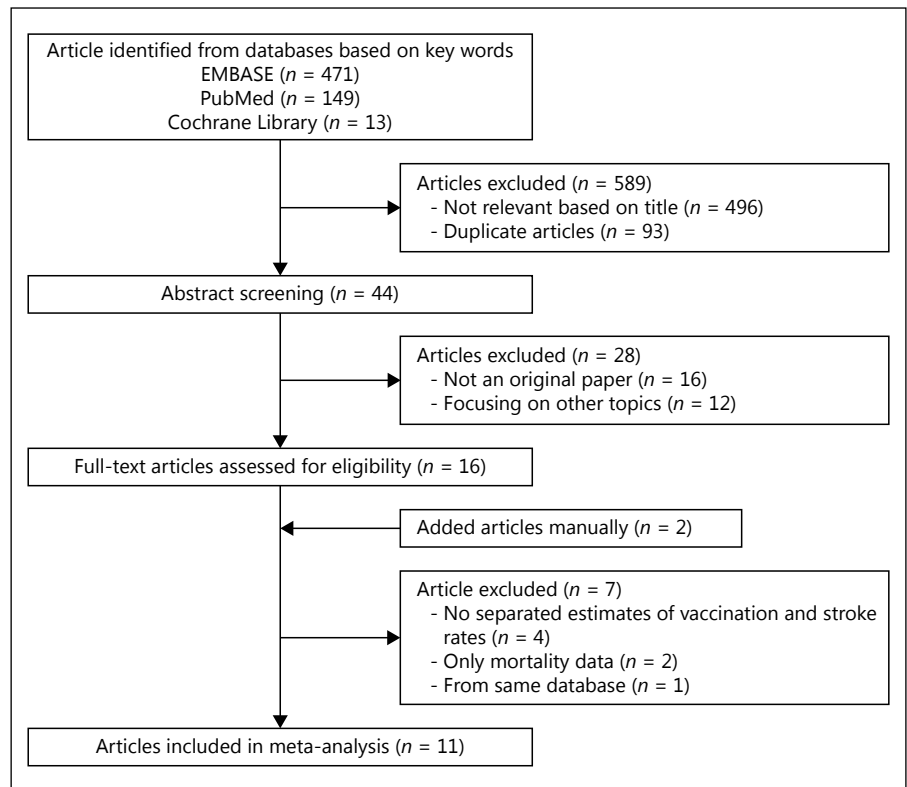 Article identified from databases based on key words
EMBASE (n = 471)
PubMed (n = 149)
Cochrane Library (n = 13)
Articles excluded (n = 589)
- Not relevant based on title (n = 496)
- Duplicate articles (n = 93)
Abstract screening (n = 44)
Articles excluded (n = 28)
- Not an original paper (n = 16)
- Focusing on other topics (n = 12)
Full-text articles assessed for eligibility (n = 16)
Added articles manually (n = 2)
Article excluded (n = 7)
- No separated estimates of vaccination and stroke
rates (n = 4)
- Only mortality data (n = 2)
- From same database (n = 1)
Articles included in meta-analysis (n = 11)